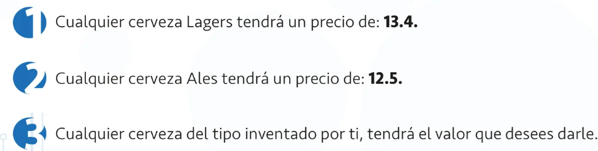 1 Cualquier cerveza Lagers tendrá un precio de: 13.4.
2 Cualquier cerveza Ales tendrá un precio de: 12.5.
3 Cualquier cerveza del tipo inventado por ti, tendrá el valor que desees darle.